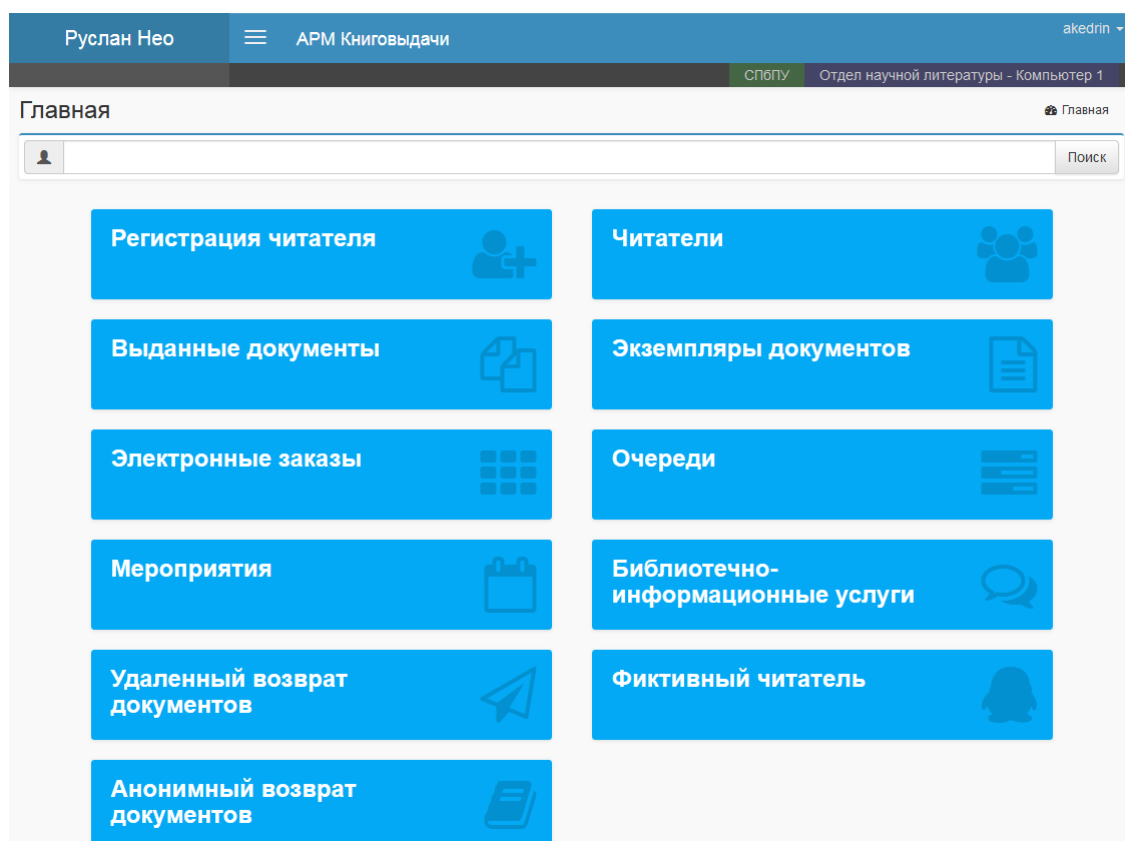 Руслан Нео
АРМ Книговыдачи
akedrin
СПбПУ
Отдел научной литературы - Компьютер 1
Главная
Главная
Поиск
Регистрация читателя
Читатели
Выданные документы
Экземпляры документов
Электронные заказы
Очереди
Мероприятия
Библиотечно-
информационные услуги
Удаленный возврат
документов
Фиктивный читатель
Анонимный возврат
документов